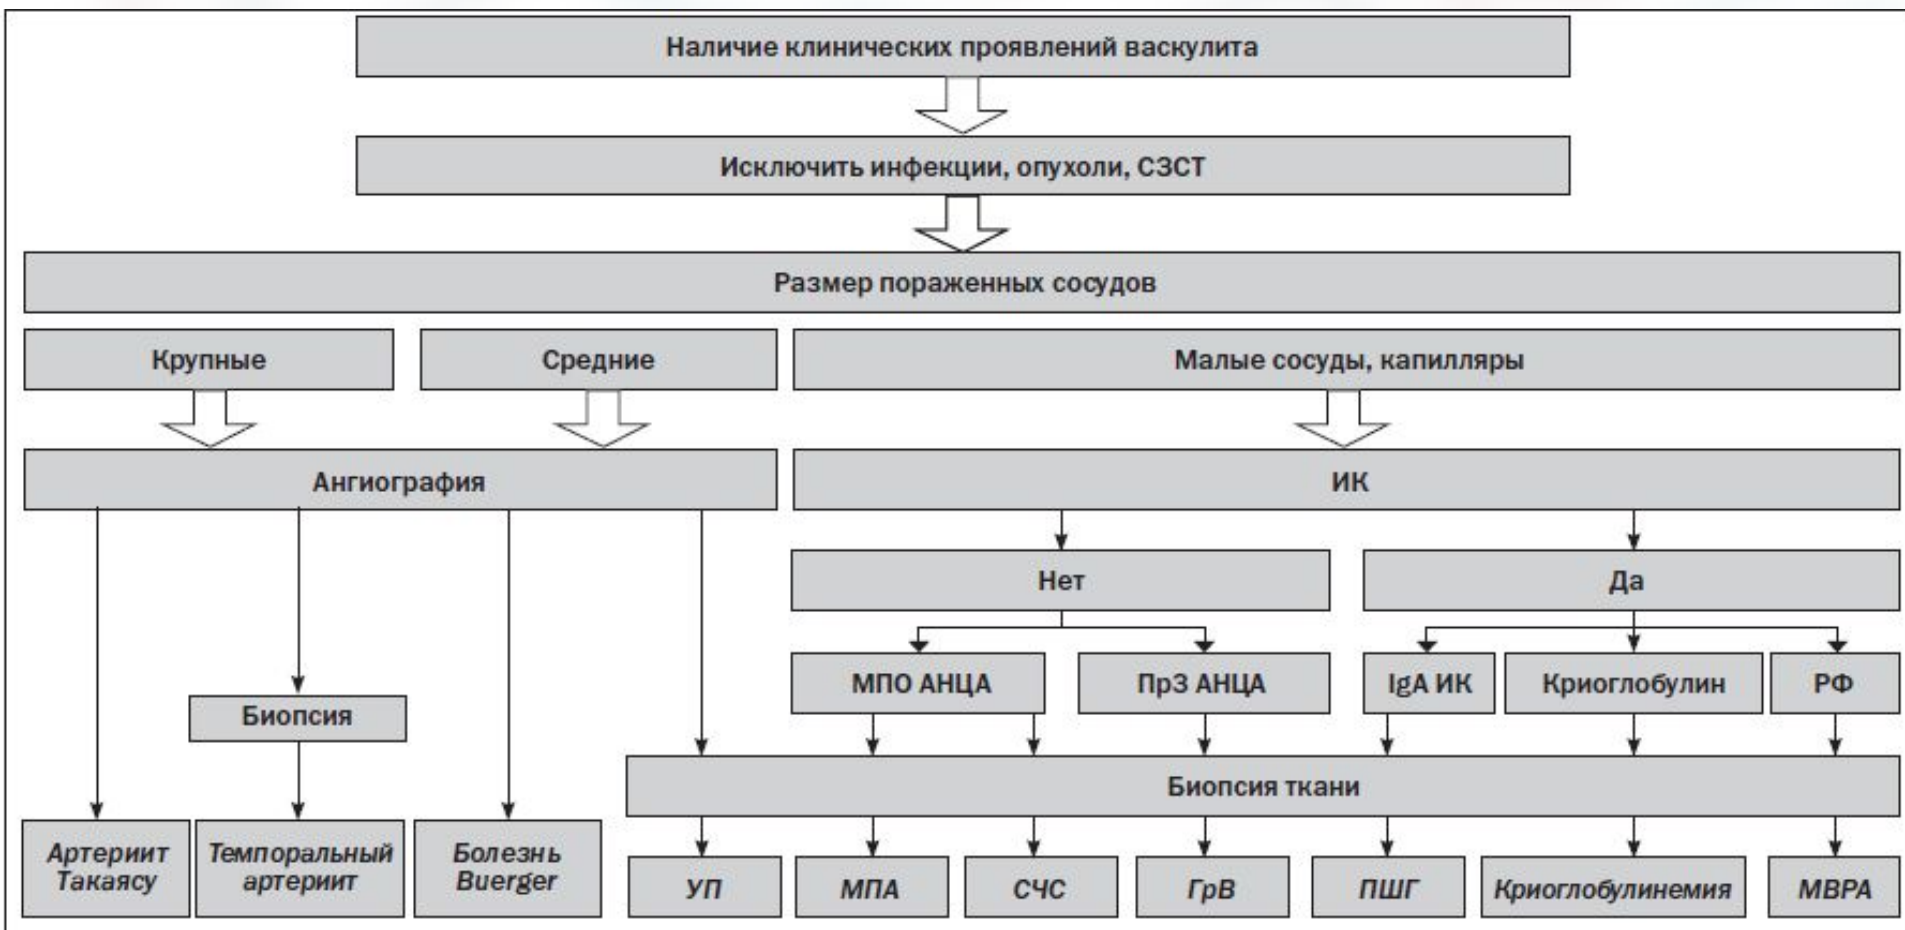 Наличие клинических проявлений васкулита
Исключить инфекции, опухоли, СЗСТ
Размер пораженных сосудов
Крупные
Средние
Малые сосуды, капилляры
Ангиография
ИК
Нет
Да
МПО АНЦА
Пр3 АНЦА
IgA ИК
Криоглобулин
РФ
Биопсия
Биопсия ткани
Артериит
Такаясу
Темпоральный
артериит
Болезнь
Buerger
УП
МПА
СЧС
ГрВ
ПШГ
Криоглобулинемия
МВРА